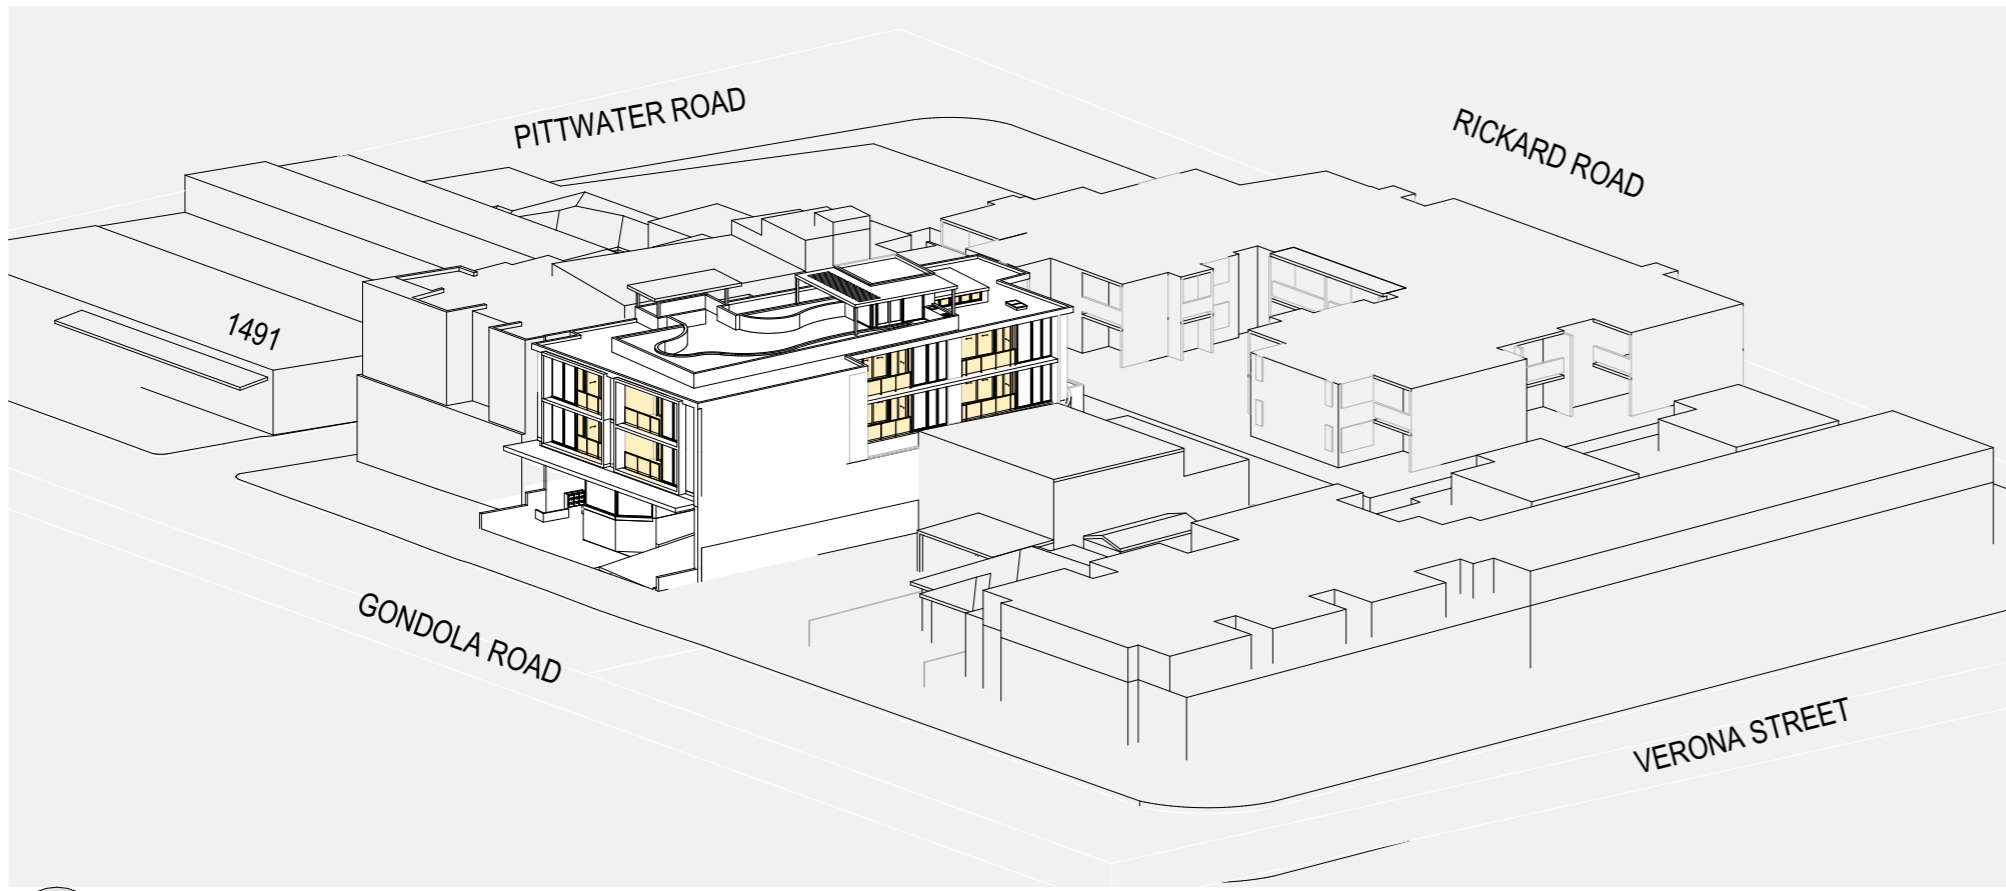 PITTWATER ROAD
RICKARD ROAD
1491
GONDOLA ROAD
VERONA STREET